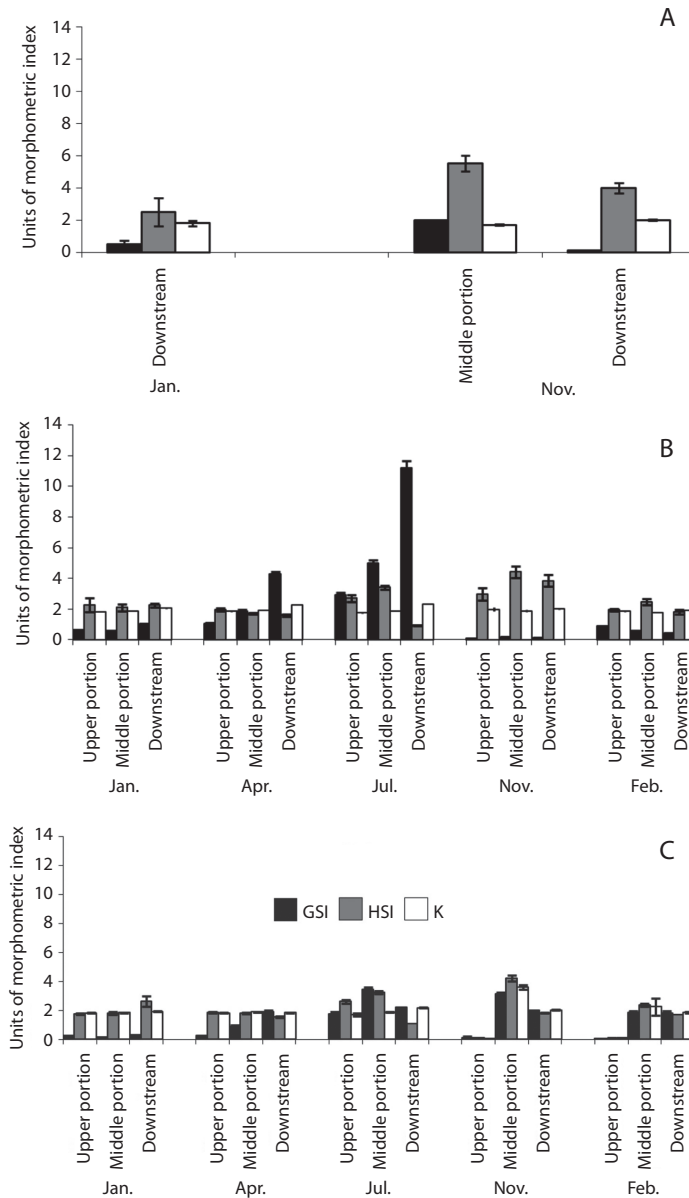 A
Units of morphometric index
14
12
10
8
6
4
2
0
Downstream
Middle portion
Downstream
Jan.
Nov.
B
Units of morphometric index
14
12
10
8
6
4
2
0
Upper portion
Middle portion
Downstream
Upper portion
Middle portion
Downstream
Upper portion
Middle portion
Downstream
Upper portion
Middle portion
Downstream
Upper portion
Middle portion
Downstream
Jan.
Apr.
Jul.
Nov.
Feb.
C
Units of morphometric index
14
12
10
8
6
4
2
0
GSI HSI K
Upper portion
Middle portion
Downstream
Upper portion
Middle portion
Downstream
Upper portion
Middle portion
Downstream
Upper portion
Middle portion
Downstream
Upper portion
Middle portion
Downstream
Jan.
Apr.
Jul.
Nov.
Feb.